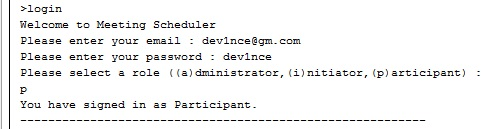 >login
Welcome to Meeting Scheduler
Please enter your email : dev1nce@gm.com
Please enter your password : dev1nce
Please select a role ((a)dministrator,(i)nitiator,(p)articipant) :
p
You have signed in as Participant.
--------------------------------------------------------